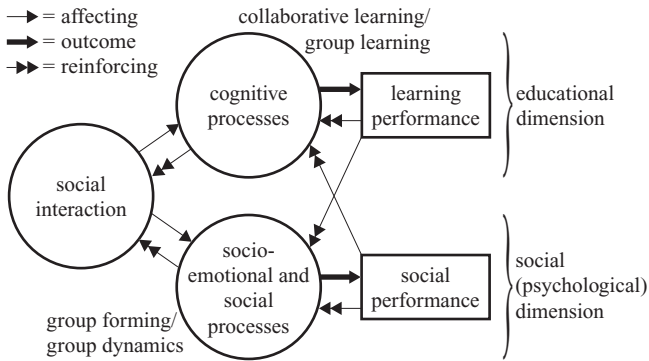 = affecting
= outcome
= reinforcing
collaborative learning/
group learning
cognitive
processes
learning
performance
educational
dimension
social
interaction
socio-
emotional and
social
processes
social
performance
social
(psychological)
dimension
group forming/
group dynamics